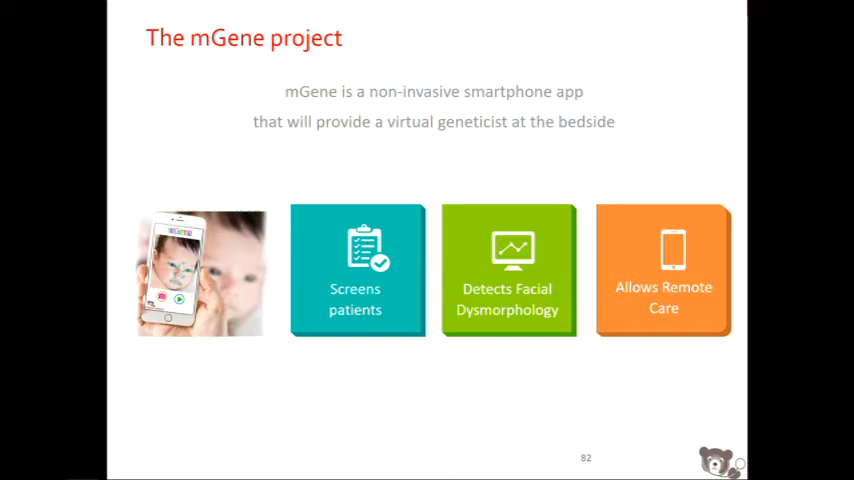 The mGene project
mGene is a non-invasive smartphone app
that will provide a virtual geneticist at the bedside
mGene
Screens
patients
Detects Facial
Dysmorphology
Allows Remote
Care
82